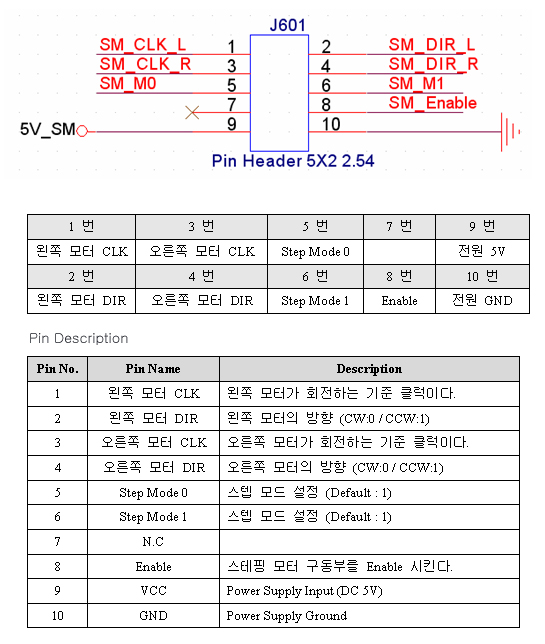 J601
SM_CLK_L 1 2 SM_DIR_L
SM_CLK_R 3 4 SM_DIR_R
SM_M0 5 6 SM_M1
7 8 SM_Enable
5V_SM 9 10
Pin Header 5X2 2.54
1 번 3 번 5 번 7 번 9 번
왼쪽 모터 CLK 오른쪽 모터 CLK Step Mode 0 전원 5V
2 번 4 번 6 번 8 번 10 번
왼쪽 모터 DIR 오른쪽 모터 DIR Step Mode 1 Enable 전원 GND
Pin Description
Pin No. Pin Name Description
1 왼쪽 모터 CLK 왼쪽 모터가 회전하는 기준 클럭이다.
2 왼쪽 모터 DIR 왼쪽 모터의 방향 (CW:0 / CCW:1)
3 오른쪽 모터 CLK 오른쪽 모터가 회전하는 기준 클럭이다.
4 오른쪽 모터 DIR 오른쪽 모터의 방향 (CW:0 / CCW:1)
5 Step Mode 0 스텝 모드 설정 (Default : 1)
6 Step Mode 1 스텝 모드 설정 (Default : 1)
7 N.C
8 Enable 스테핑 모터 구동부를 Enable 시킨다.
9 VCC Power Supply Input (DC 5V)
10 GND Power Supply Ground